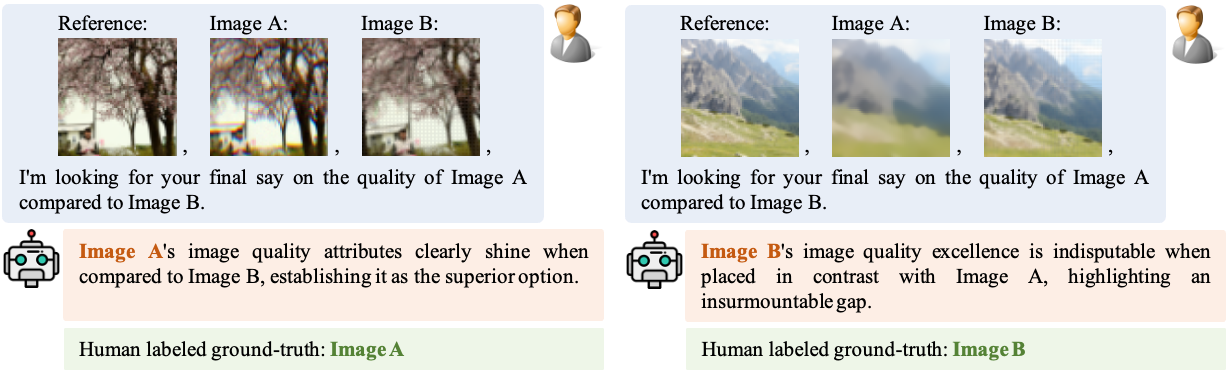 Reference: Image A: Image B:
, , ,
I'm looking for your final say on the quality of Image A
compared to Image B.
Image A's image quality attributes clearly shine when
compared to Image B, establishing it as the superior option.
Human labeled ground-truth: Image A
Reference: Image A: Image B:
, , ,
I'm looking for your final say on the quality of Image A
compared to Image B.
Image B's image quality excellence is indisputable when
placed in contrast with Image A, highlighting an
insurmountable gap.
Human labeled ground-truth: Image B